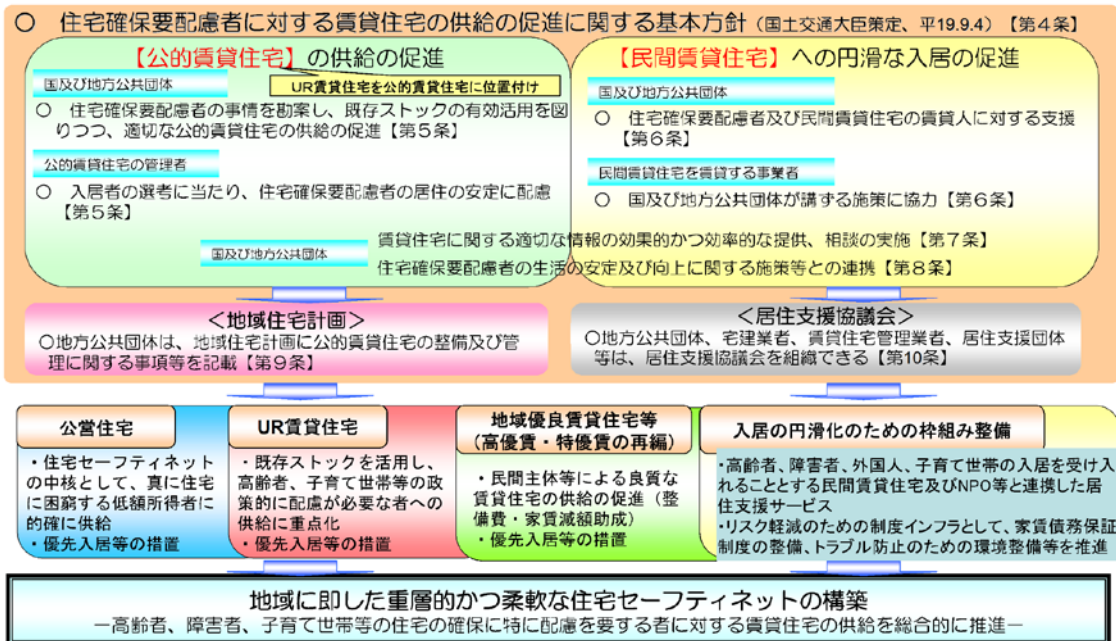 ○ 住宅確保要配慮者に対する賃貸住宅の供給の促進に関する基本方針（国土交通大臣策定、平19.9.4）【第４条】
【公的賃貸住宅】の供給の促進
国及び地方公共団体
UR賃貸住宅を公的賃貸住宅に位置付け
○ 住宅確保要配慮者の事情を勘案し、既存ストックの有効活用を図
りつつ、適切な公的賃貸住宅の供給の促進【第５条】
公的賃貸住宅の管理者
○ 入居者の選考に当たり、住宅確保要配慮者の居住の安定に配慮
【第５条】
【民間賃貸住宅】への円滑な入居の促進
国及び地方公共団体
○ 住宅確保要配慮者及び民間賃貸住宅の賃貸人に対する支援
【第６条】
民間賃貸住宅を賃貸する事業者
○ 国及び地方公共団体が講ずる施策に協力【第６条】
国及び地方公共団体
賃貸住宅に関する適切な情報の効果的かつ効率的な提供、相談の実施【第７条】
住宅確保要配慮者の生活の安定及び向上に関する施策等との連携【第８条】
＜地域住宅計画＞
○地方公共団体は、地域住宅計画に公的賃貸住宅の整備及び管
理に関する事項等を記載【第９条】
＜居住支援協議会＞
○地方公共団体、宅建業者、賃貸住宅管理業者、居住支援団体
等は、居住支援協議会を組織できる【第10条】
公営住宅
・住宅セーフティネット
の中核として、真に住宅
に困窮する低額所得者に
的確に供給
・優先入居等の措置
UR賃貸住宅
・既存ストックを活用し、
高齢者、子育て世帯等の政
策的に配慮が必要な者への
供給に重点化
・優先入居等の措置
地域優良賃貸住宅等
（高優賃・特優賃の再編）
・民間主体等による良質な
賃貸住宅の供給の促進（整
備費・家賃減額助成）
・優先入居等の措置
入居の円滑化のための枠組み整備
・高齢者、障害者、外国人、子育て世帯の入居を受け入
れることとする民間賃貸住宅及びNPO等と連携した居
住支援サービス
・リスク軽減のための制度インフラとして、家賃債務保証
制度の整備、トラブル防止のための環境整備等を推進
地域に即した重層的かつ柔軟な住宅セーフティネットの構築
－高齢者、障害者、子育て世帯等の住宅の確保に特に配慮を要する者に対する賃貸住宅の供給を総合的に推進－